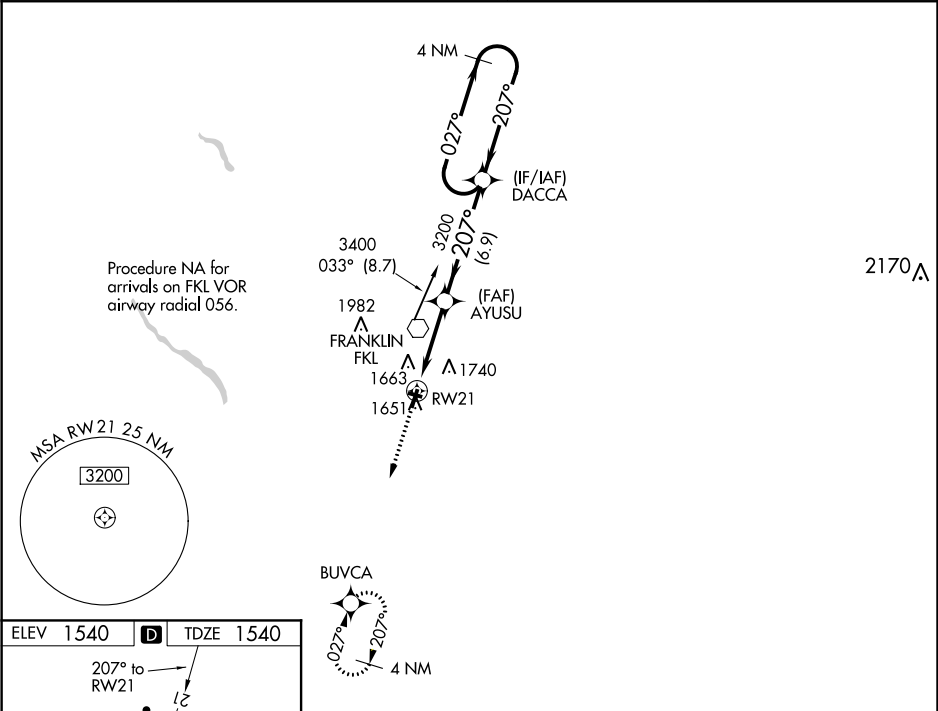 4 NM
027°
207°
(IF/IAF)
DACCA
3200
207°
(6.9)
3400
033° (8.7)
Procedure NA for
arrivals on FKL VOR
airway radial 056.
2170
(FAF)
AYUSU
1982
FRANKLIN
FKL
1663
1740
1651
RW21
MSA RW21 25 NM
3200
BUVCA
027°
207°
4 NM
ELEV 1540 D TDZE 1540
207° to
RW21
21